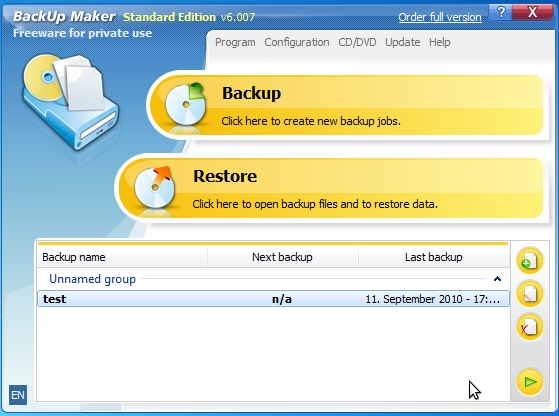 BackUp Maker Standard Edition v6.007
Order full version ? X
Freeware for private use
Program Configuration CD/DVD Update Help
Backup
Click here to create new backup jobs.
Restore
Click here to open backup files and to restore data.
Backup name Next backup Last backup
Unnamed group
test n/a 11. September 2010 - 17:...
EN